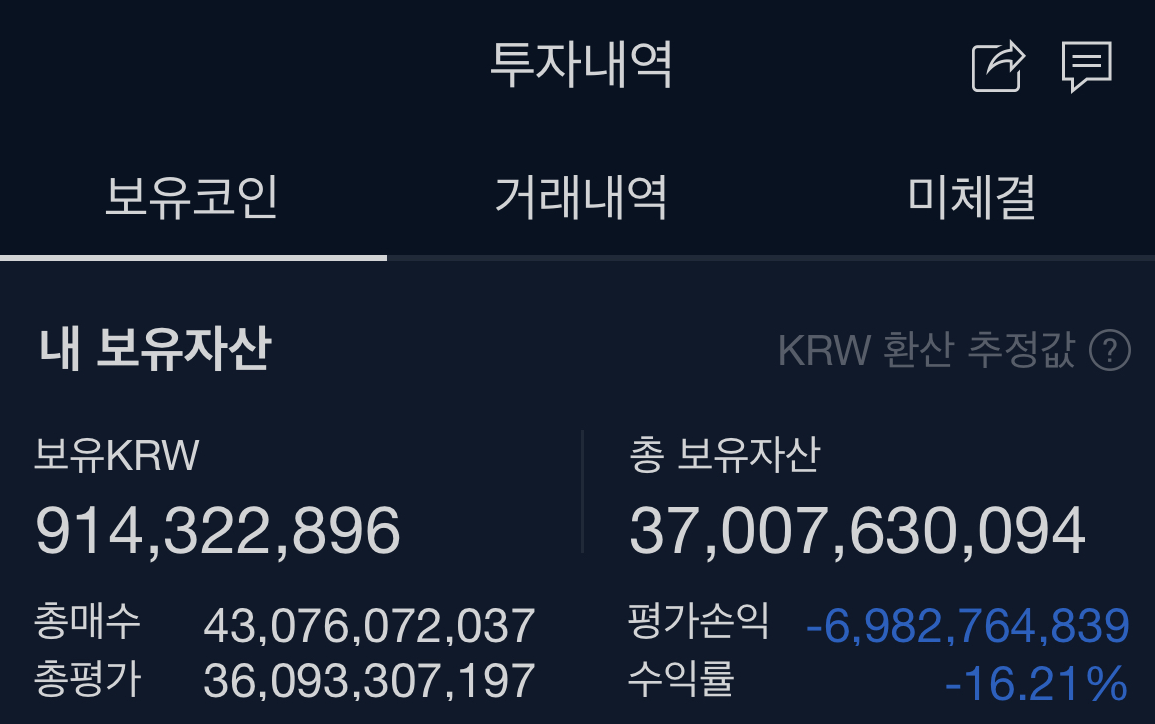 투자내역
보유코인 거래내역 미체결
내 보유자산 KRW 환산 추정값 ?
보유KRW 총 보유자산
914,322,896 37,007,630,094
총매수 43,076,072,037 평가손익 -6,982,764,839
총평가 36,093,307,197 수익률 -16.21%